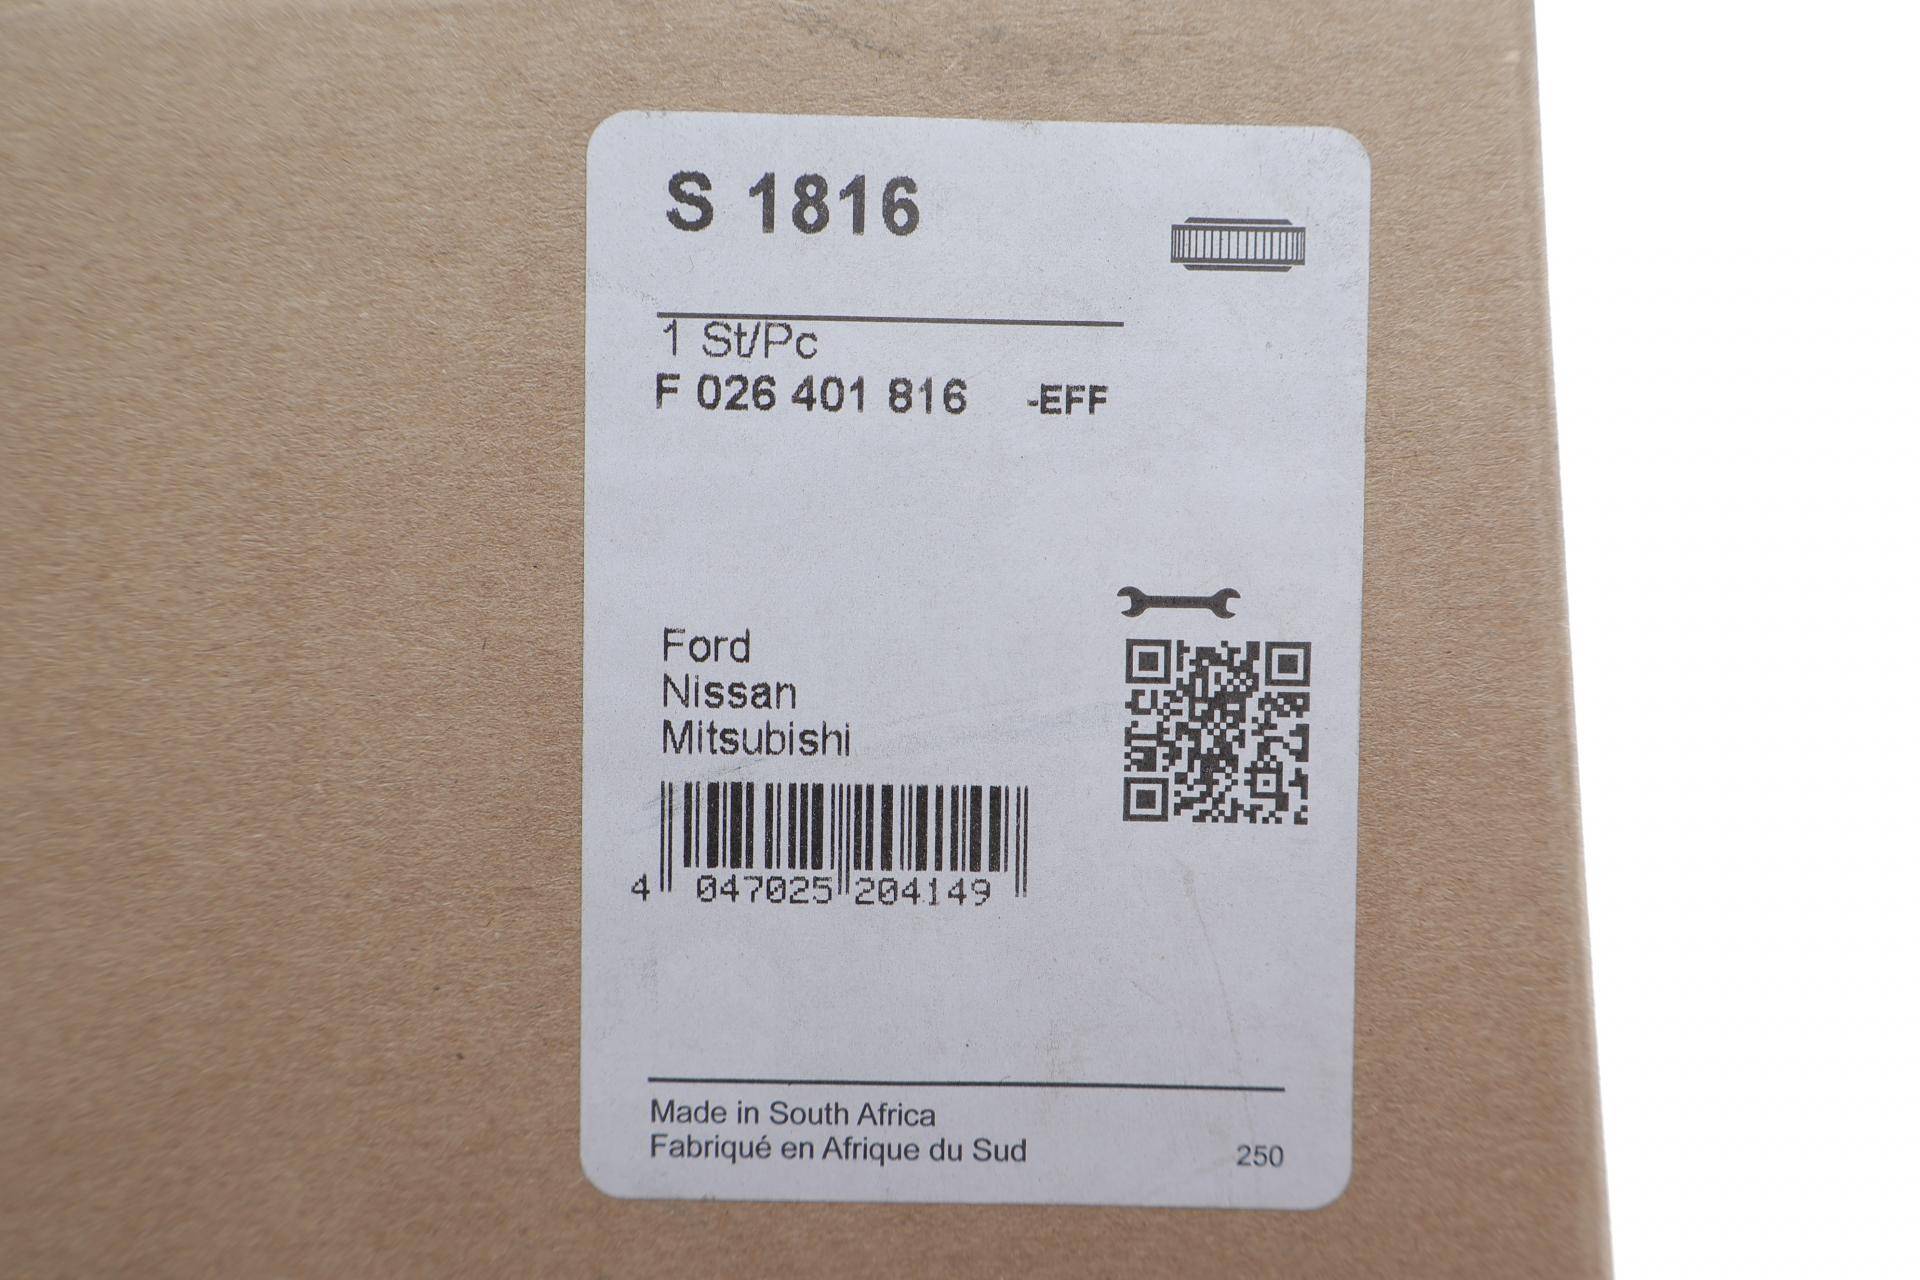 S 1816
1 St/Pc
F 026 401 816 -EFF
Ford
Nissan
Mitsubishi
4 047025 204149
Made in South Africa
Fabriqué en Afrique du Sud
250